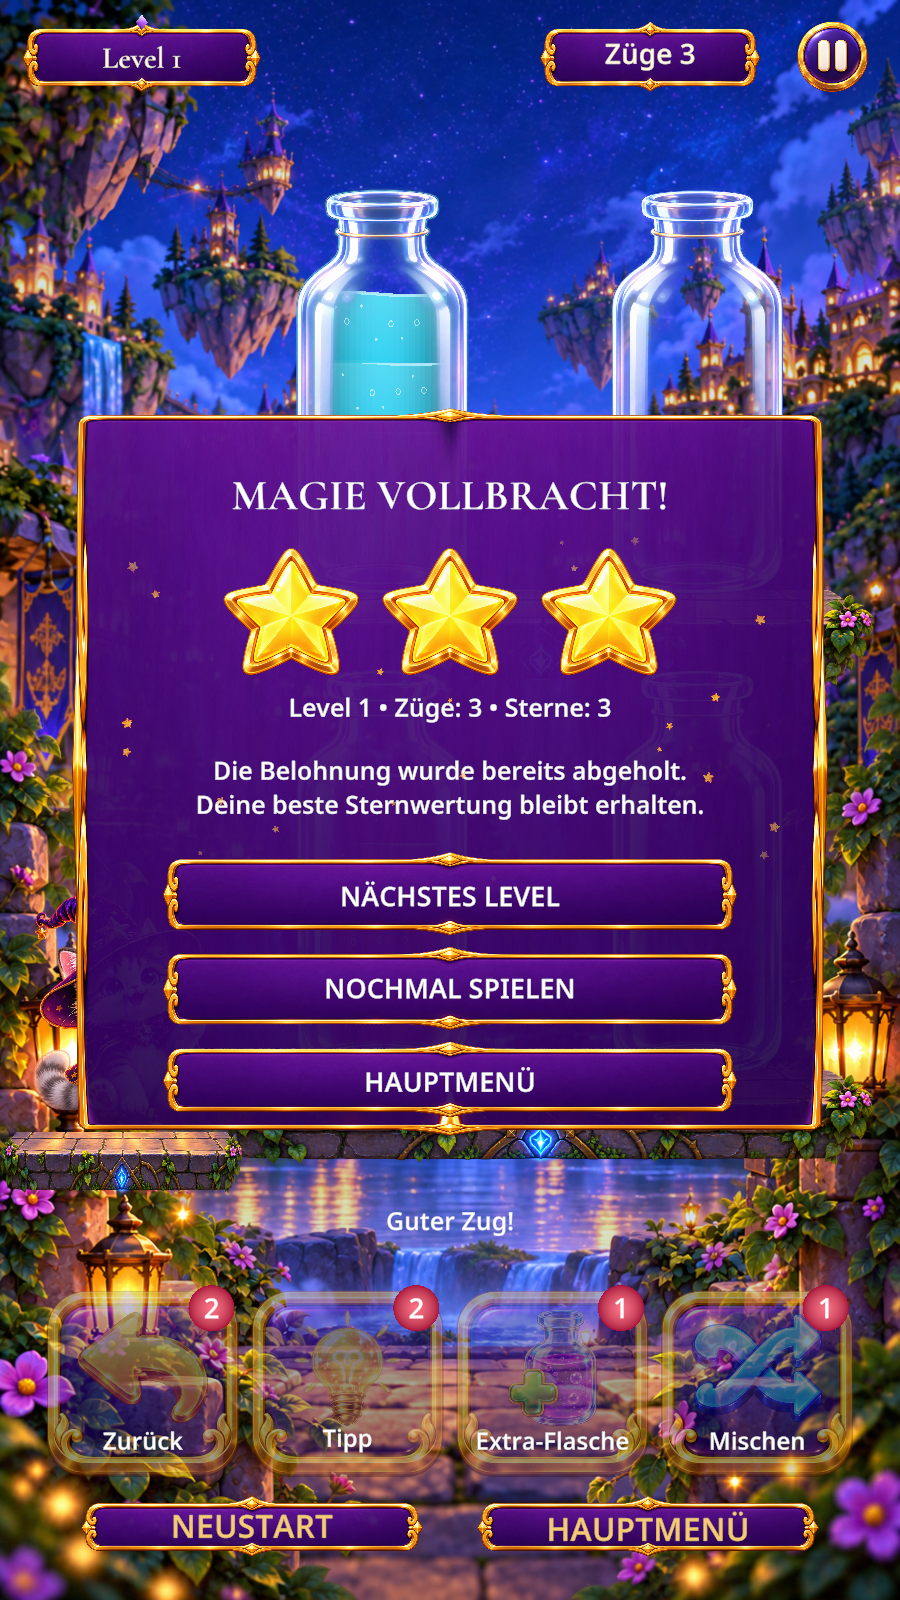 Level 1
Züge 3
MAGIE VOLLBRACHT!
Level 1 • Züge: 3 • Sterne: 3
Die Belohnung wurde bereits abgeholt.
Deine beste Sternwertung bleibt erhalten.
NÄCHSTES LEVEL
NOCHMAL SPIELEN
HAUPTMENÜ
Guter Zug!
2
2
1
1
Zurück
Tipp
Extra-Flasche
Mischen
NEUSTART
HAUPTMENÜ